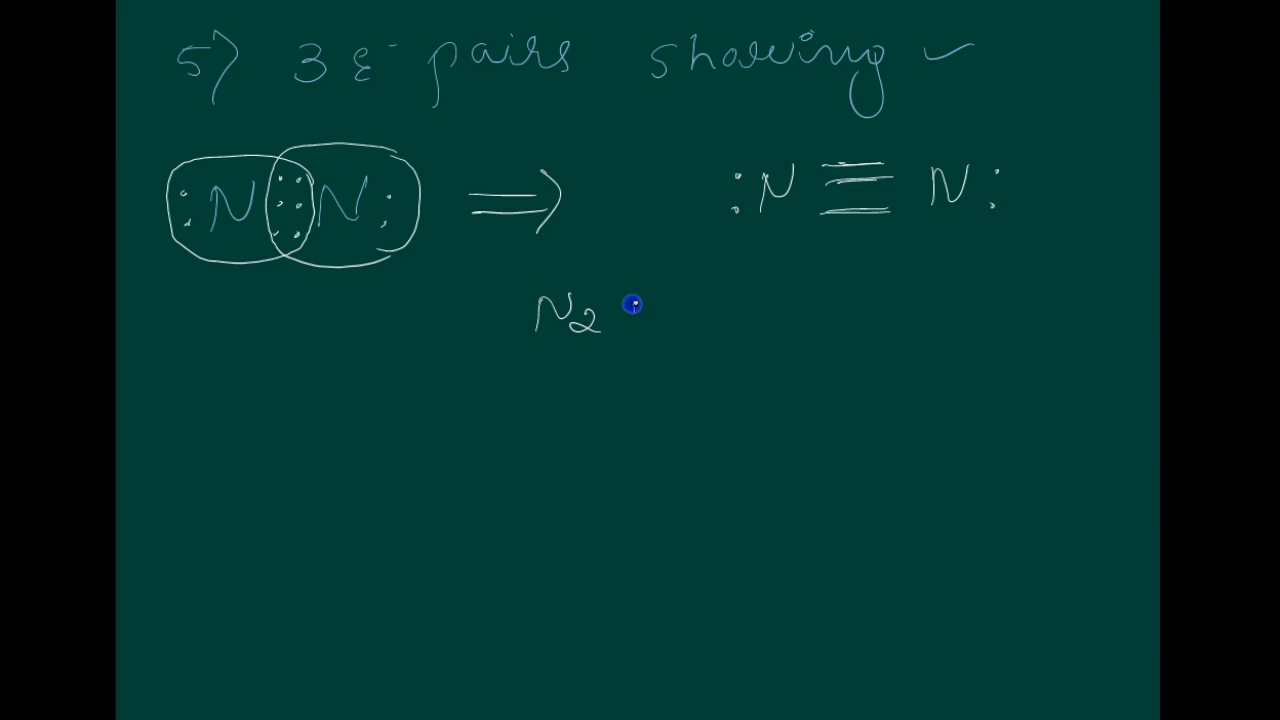 5) 3 e⁻ pairs sharing
:N:::N: ⇒ :N≡N:
N₂